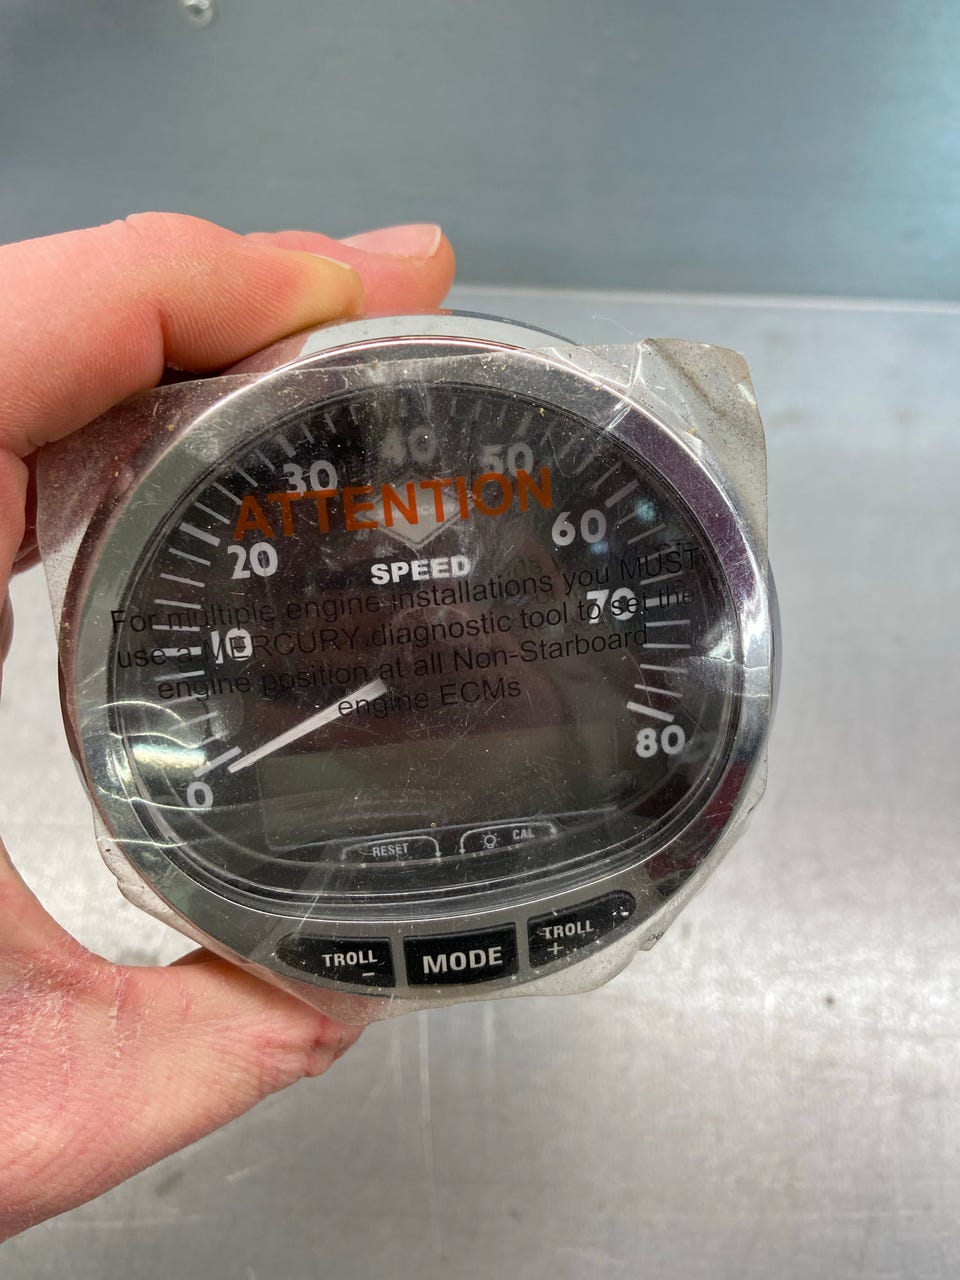 40
30
50
ATTENTION
60
20
SPEED
For multiple engine installations you MUST
70
use a MERCURY diagnostic tool to set the
10
engine position at all Non-Starboard
engine ECMs
80
0
RESET
CAL
TROLL
-
MODE
TROLL
+